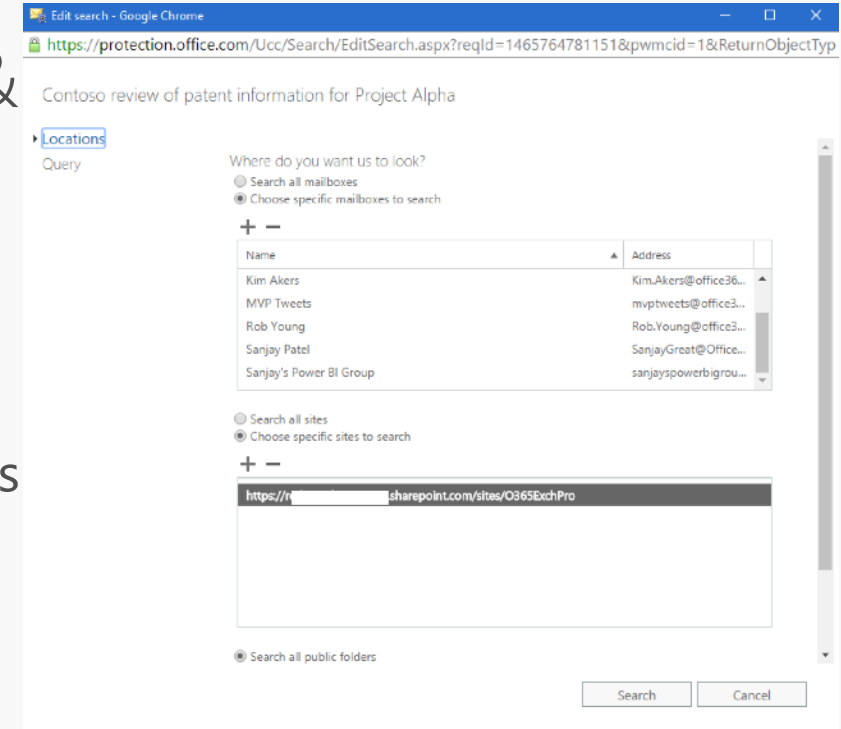 Edit search - Google Chrome
https://protection.office.com/Ucc/Search/EditSearch.aspx?reqId=1465764781151&pwmcid=1&ReturnObjectTyp
&
Contoso review of patent information for Project Alpha
Locations
Query
Where do you want us to look?
Search all mailboxes
Choose specific mailboxes to search
Name Address
Kim Akers Kim.Akers@office36...
MVP Tweets mvptweets@office3...
Rob Young Rob.Young@office3...
Sanjay Patel SanjayGreat@Office...
Sanjay's Power BI Group sanjayspowerbigrou...
Search all sites
Choose specific sites to search
s
https://r .sharepoint.com/sites/O365ExchPro
Search all public folders
Search Cancel